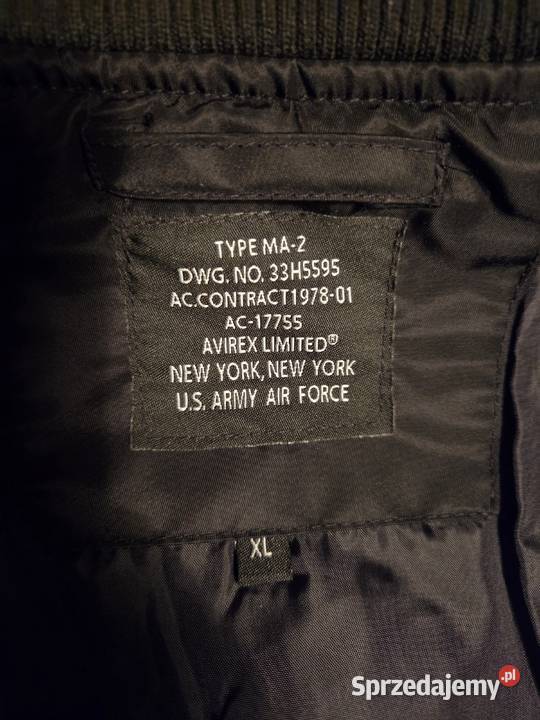 TYPE MA-2
DWG. NO. 33H5595
AC.CONTRACT1978-01
AC-17755
AVIREX LIMITED®
NEW YORK, NEW YORK
U.S. ARMY AIR FORCE
XL
Sprzedajemy.pl